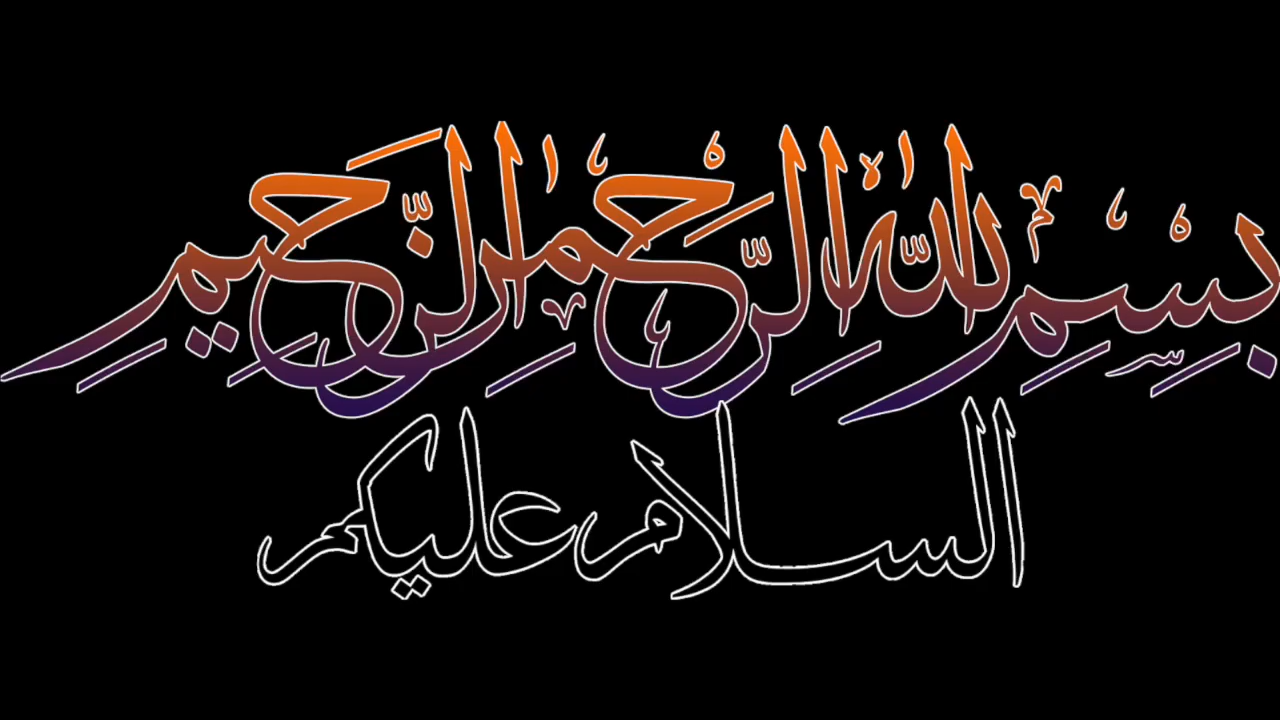 بِسْمِ اللّٰهِ الرَّحْمٰنِ الرَّحِيمِ
السلام عليكم